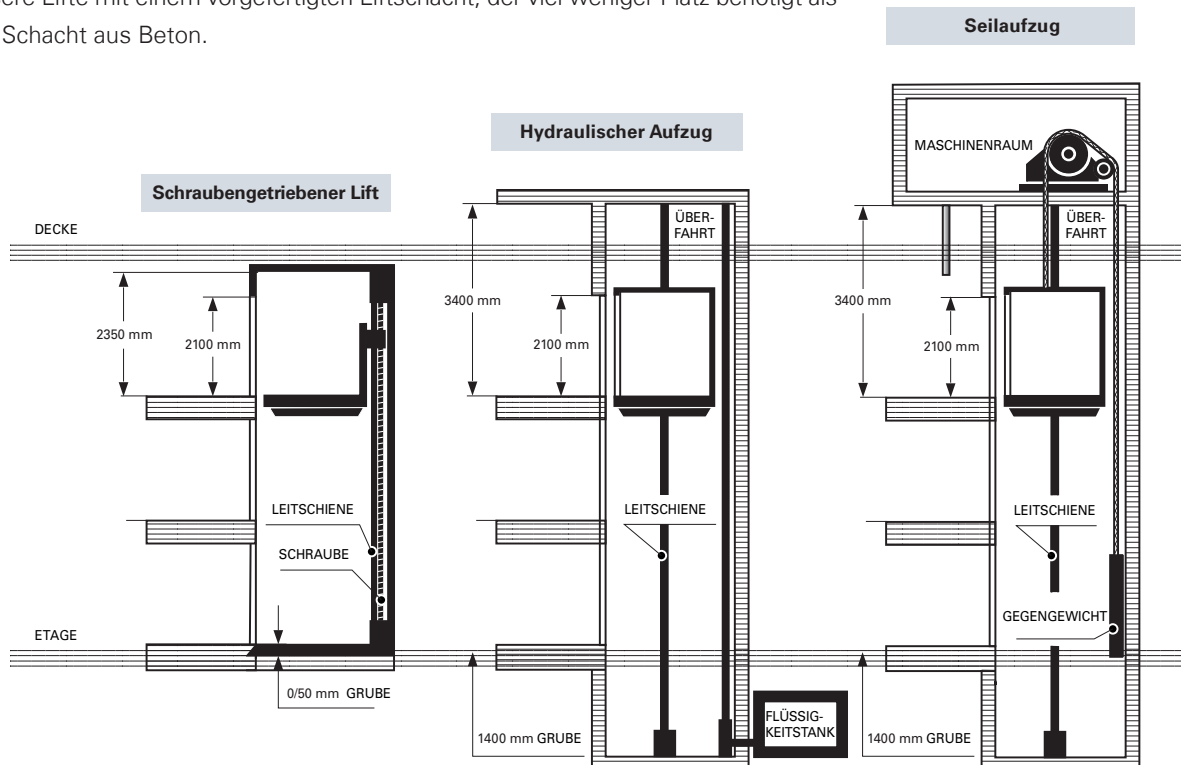 ere Lifte mit einem vorgefertigten Liftschacht, der viel weniger Platz benötigt als
Schacht aus Beton.
Seilaufzug
Hydraulischer Aufzug
Schraubengetriebener Lift
DECKE
2350 mm
2100 mm
LEITSCHIENE
SCHRAUBE
ETAGE
0/50 mm GRUBE
ÜBER-
FAHRT
3400 mm
2100 mm
LEITSCHIENE
1400 mm GRUBE
FLÜSSIG-
KEITSTANK
MASCHINENRAUM
ÜBER-
FAHRT
3400 mm
2100 mm
LEITSCHIENE
GEGENGEWICHT
1400 mm GRUBE